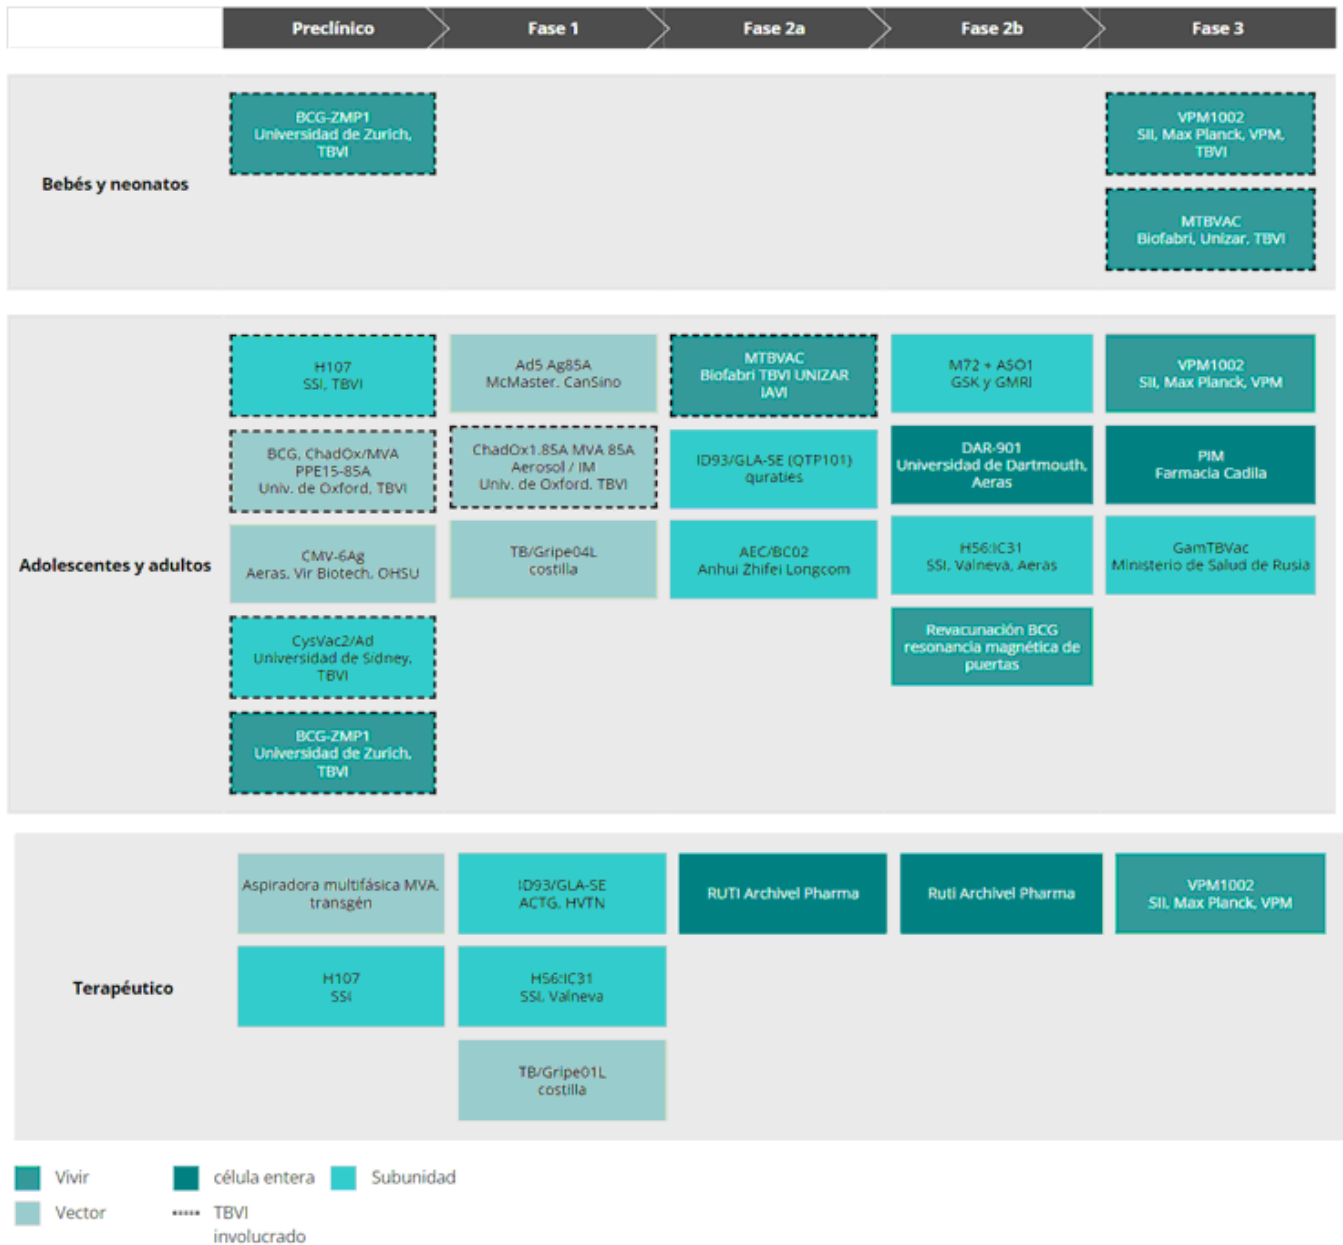 Preclínico
Fase 1
Fase 2a
Fase 2b
Fase 3
Bebés y neonatos
BCG-ZMP1
Universidad de Zurich,
TBVI
VPM1002
SII, Max Planck, VPM,
TBVI
MTBVAC
Biofabri, Unizar, TBVI
Adolescentes y adultos
H107
SSI, TBVI
BCG, ChadOx/MVA
PPE15-85A
Univ. de Oxford, TBVI
CMV-6Ag
Aeras, Vir Biotech, OHSU
CysVac2/Ad
Universidad de Sídney,
TBVI
BCG-ZMP1
Universidad de Zurich,
TBVI
Ad5 Ag85A
McMaster, CanSino
ChadOx1.85A MVA 85A
Aerosol / IM
Univ. de Oxford, TBVI
TB/Gripe04L
costilla
MTBVAC
Biofabri TBVI UNIZAR
IAVI
ID93/GLA-SE (QTP101)
quraties
AEC/BC02
Anhui Zhifei Longcom
M72 + ASO1
GSK y GMRI
DAR-901
Universidad de Dartmouth,
Aeras
H56:IC31
SSI, Valneva, Aeras
Revacunación BCG
resonancia magnética de
puertas
VPM1002
SII, Max Planck, VPM
PIM
Farmacia Cadila
GamTBVac
Ministerio de Salud de Rusia
Terapéutico
Aspiradora multifásica MVA,
transgén
H107
SSI
ID93/GLA-SE
ACTG, HVTN
H56:IC31
SSI, Valneva
TB/Gripe01L
costilla
RUTI Archivel Pharma
Ruti Archivel Pharma
VPM1002
SII, Max Planck, VPM
Vivir
célula entera
Subunidad
Vector
TBVI
involucrado